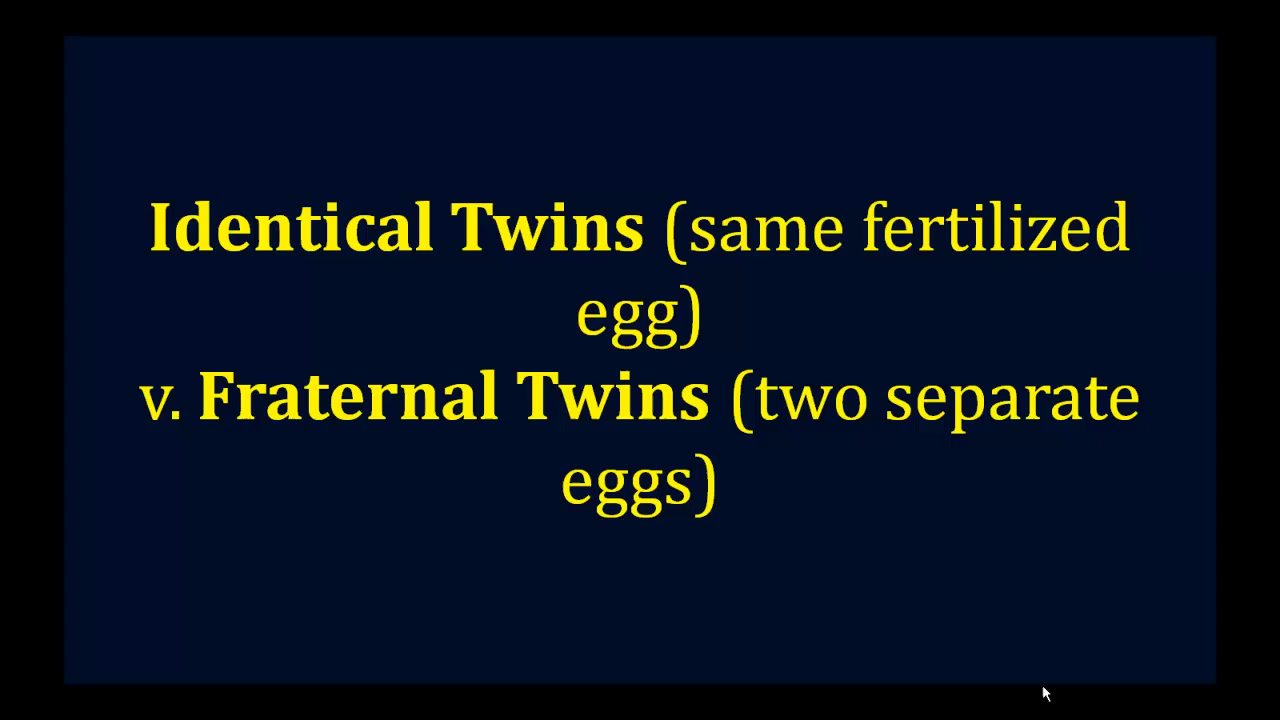 Identical Twins (same fertilized
egg)
v. Fraternal Twins (two separate
eggs)